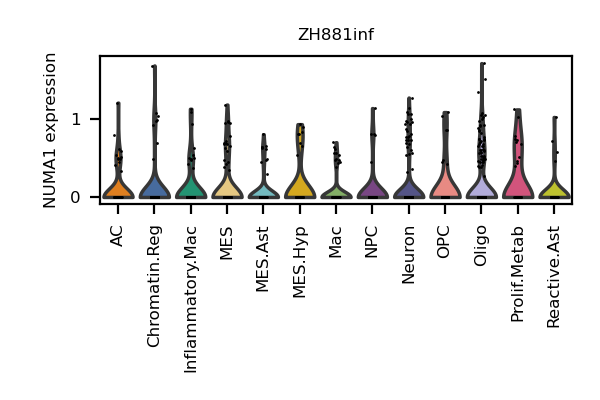 ZH881inf
NUMA1 expression
1
0
AC
Chromatin.Reg
Inflammatory.Mac
MES
MES.Ast
MES.Hyp
Mac
NPC
Neuron
OPC
Oligo
Prolif.Metab
Reactive.Ast